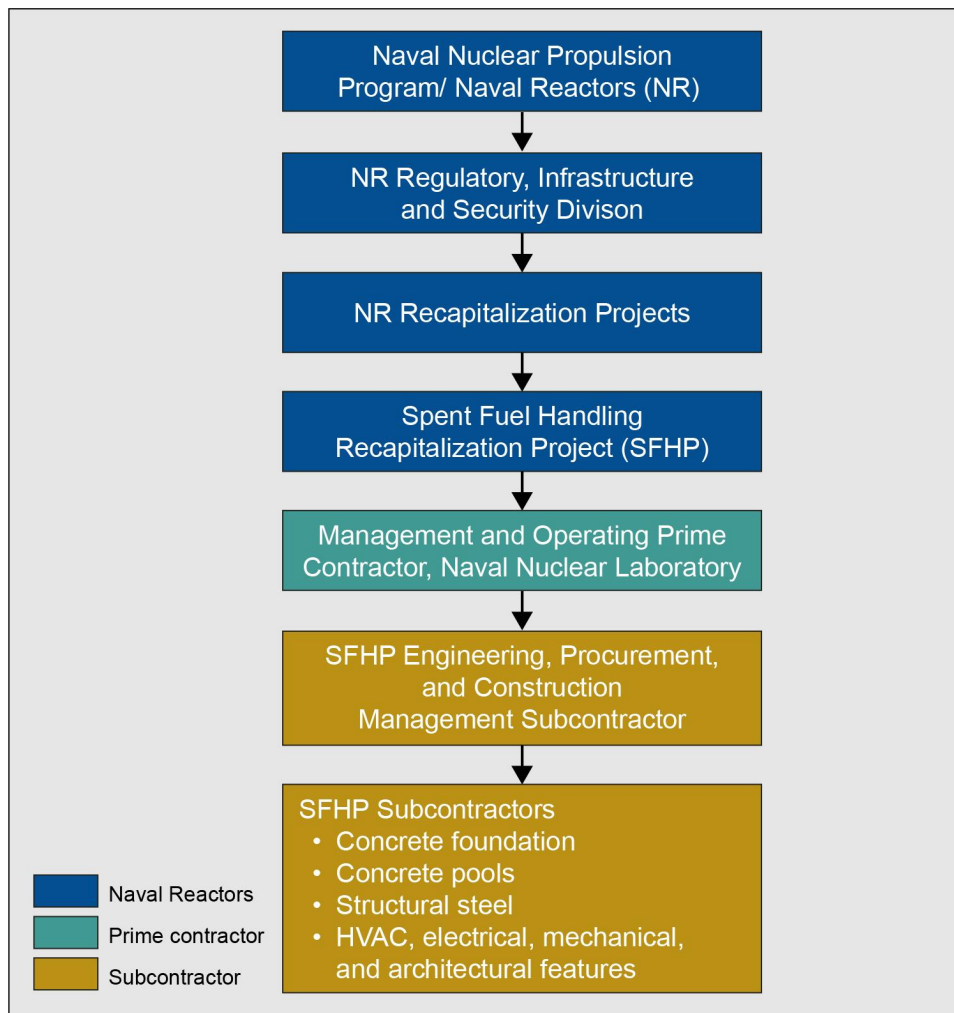 Naval Nuclear Propulsion
Program/ Naval Reactors (NR)
NR Regulatory, Infrastructure
and Security Divison
NR Recapitalization Projects
Spent Fuel Handling
Recapitalization Project (SFHP)
Management and Operating Prime
Contractor, Naval Nuclear Laboratory
SFHP Engineering, Procurement,
and Construction
Management Subcontractor
SFHP Subcontractors
• Concrete foundation
• Concrete pools
• Structural steel
• HVAC, electrical, mechanical,
and architectural features
Naval Reactors
Prime contractor
Subcontractor